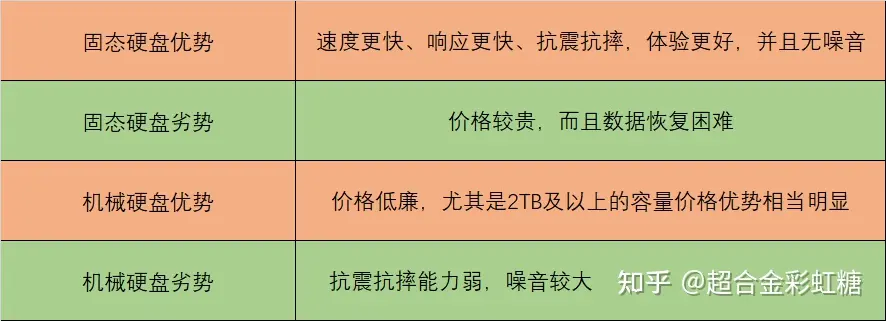 固态硬盘优势
速度更快、响应更快、抗震抗摔，体验更好，并且无噪音
固态硬盘劣势
价格较贵，而且数据恢复困难
机械硬盘优势
价格低廉，尤其是2TB及以上的容量价格优势相当明显
机械硬盘劣势
抗震抗摔能力弱，噪音较大
知乎 @超合金彩虹糖